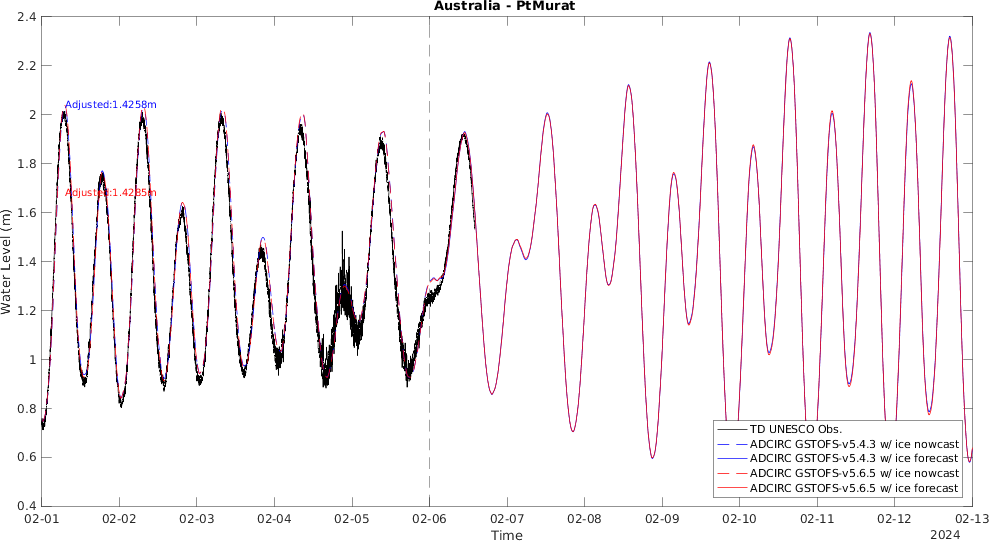 Australia - PtMurat
2.4
2.2
2
1.8
1.6
1.4
1.2
1
0.8
0.6
0.4
Water Level (m)
Adjusted:1.4258m
Adjusted:1.4285m
TD UNESCO Obs.
ADCIRC GSTOFS-v5.4.3 w/ ice nowcast
ADCIRC GSTOFS-v5.4.3 w/ ice forecast
ADCIRC GSTOFS-v5.6.5 w/ ice nowcast
ADCIRC GSTOFS-v5.6.5 w/ ice forecast
02-01 02-02 02-03 02-04 02-05 02-06 02-07 02-08 02-09 02-10 02-11 02-12 02-13
Time
2024